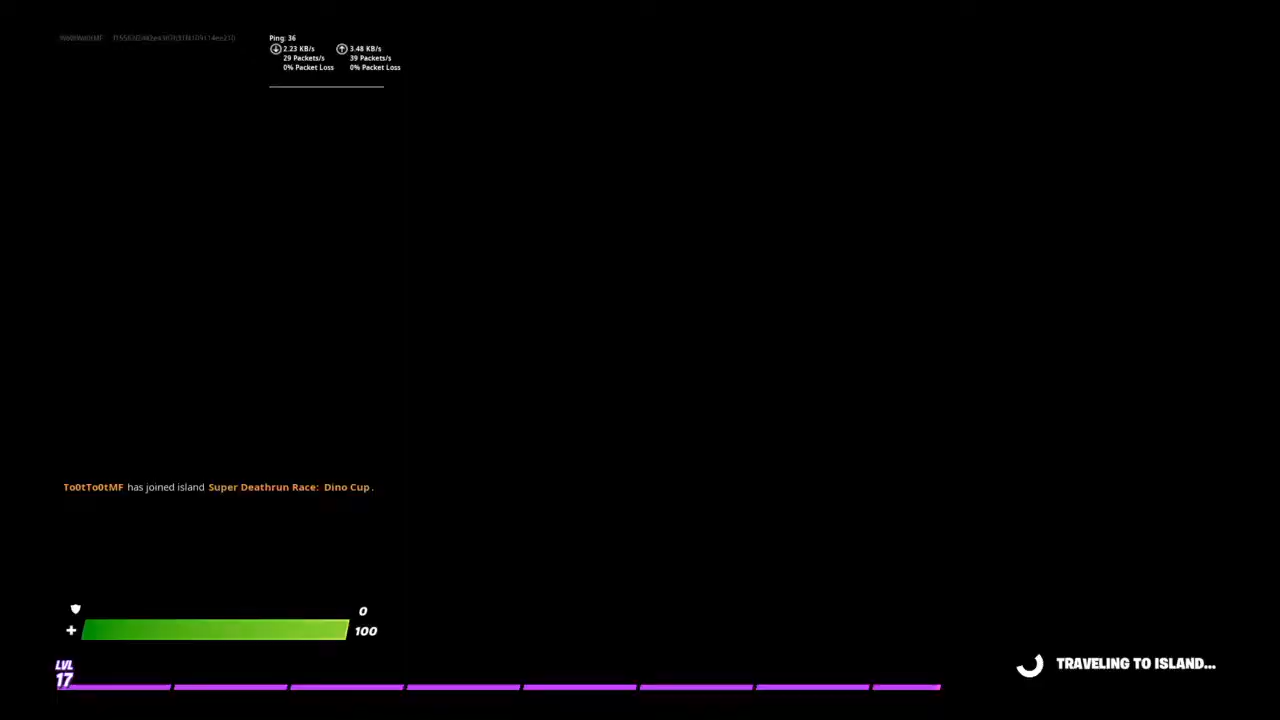 Ping: 36
2.23 KB/s 3.48 KB/s
29 Packets/s 39 Packets/s
0% Packet Loss 0% Packet Loss
To0tTo0tMF has joined island Super Deathrun Race: Dino Cup.
0
100
LVL
17
TRAVELING TO ISLAND...